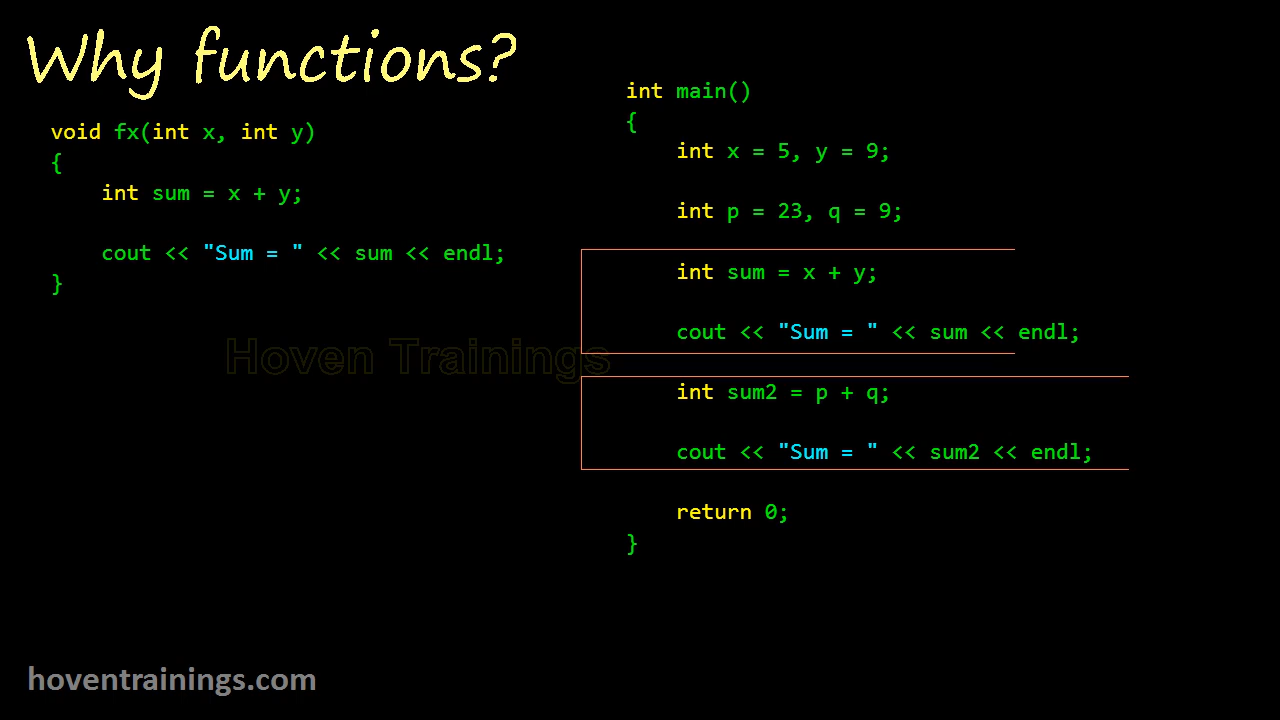 Why functions?
void fx(int x, int y)
{
int sum = x + y;
cout << "Sum = " << sum << endl;
}
int main()
{
int x = 5, y = 9;
int p = 23, q = 9;
int sum = x + y;
cout << "Sum = " << sum << endl;
int sum2 = p + q;
cout << "Sum = " << sum2 << endl;
return 0;
}
Hoven Trainings
hoventrainings.com